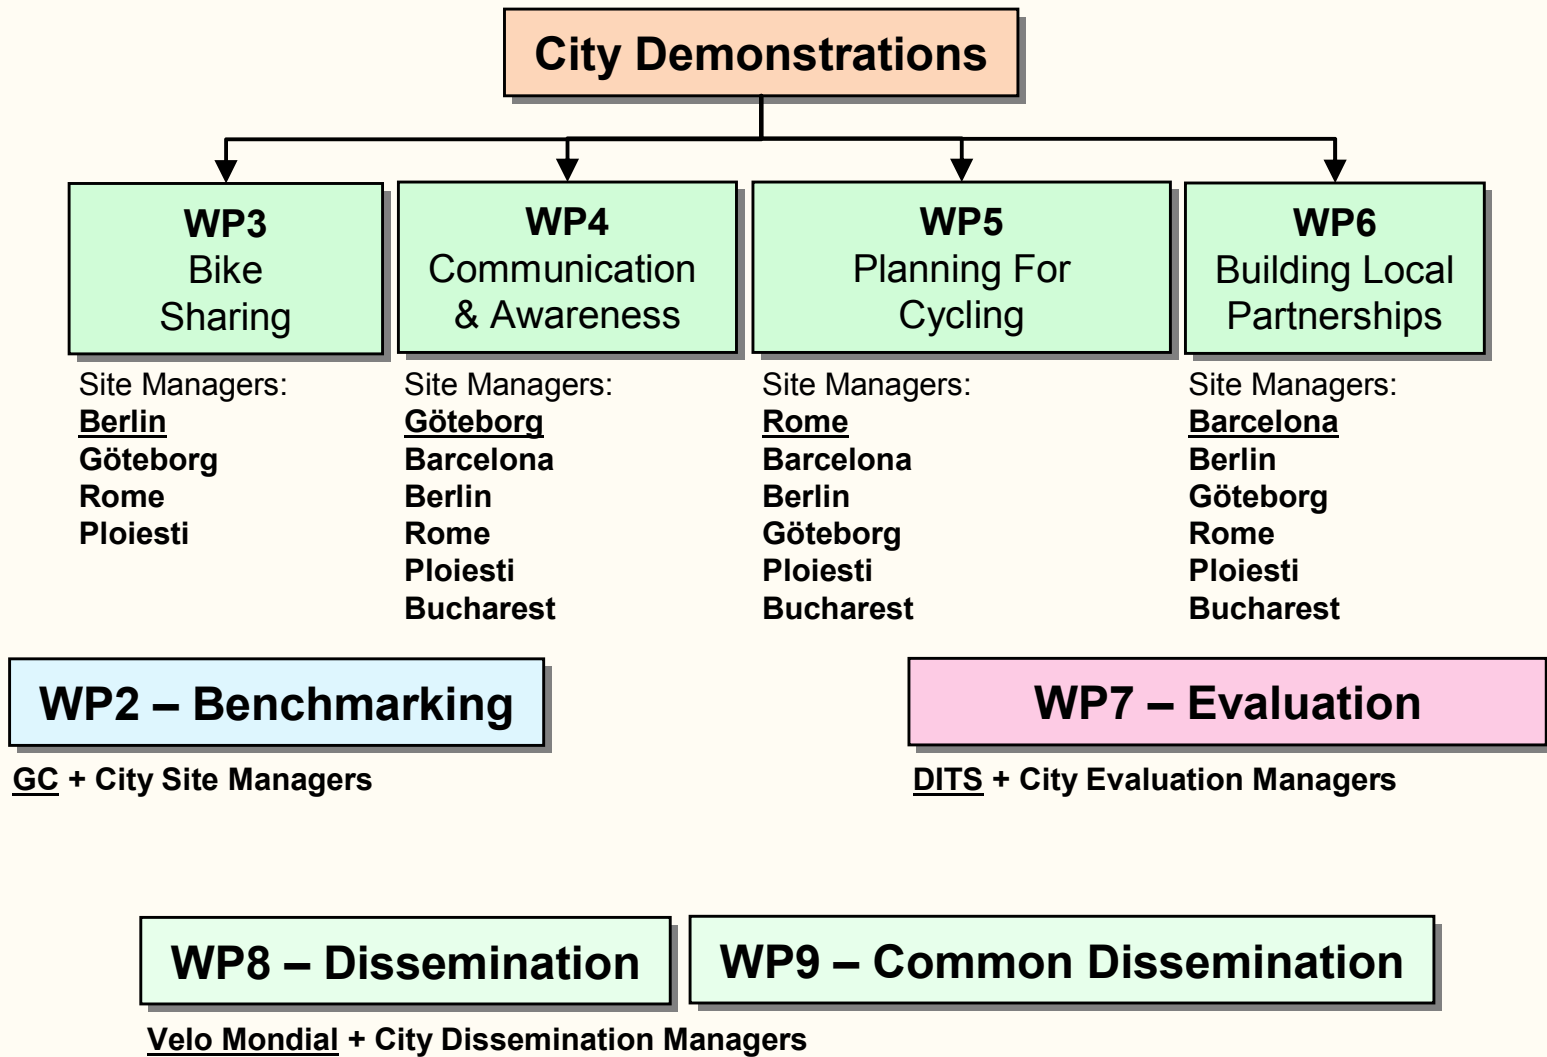 City Demonstrations
WP3
Bike
Sharing
Site Managers:
Berlin
Göteborg
Rome
Ploiesti
WP4
Communication
& Awareness
Site Managers:
Göteborg
Barcelona
Berlin
Rome
Ploiesti
Bucharest
WP5
Planning For
Cycling
Site Managers:
Rome
Barcelona
Berlin
Göteborg
Ploiesti
Bucharest
WP6
Building Local
Partnerships
Site Managers:
Barcelona
Berlin
Göteborg
Rome
Ploiesti
Bucharest
WP2 – Benchmarking
GC + City Site Managers
WP7 – Evaluation
DITS + City Evaluation Managers
WP8 – Dissemination
WP9 – Common Dissemination
Velo Mondial + City Dissemination Managers